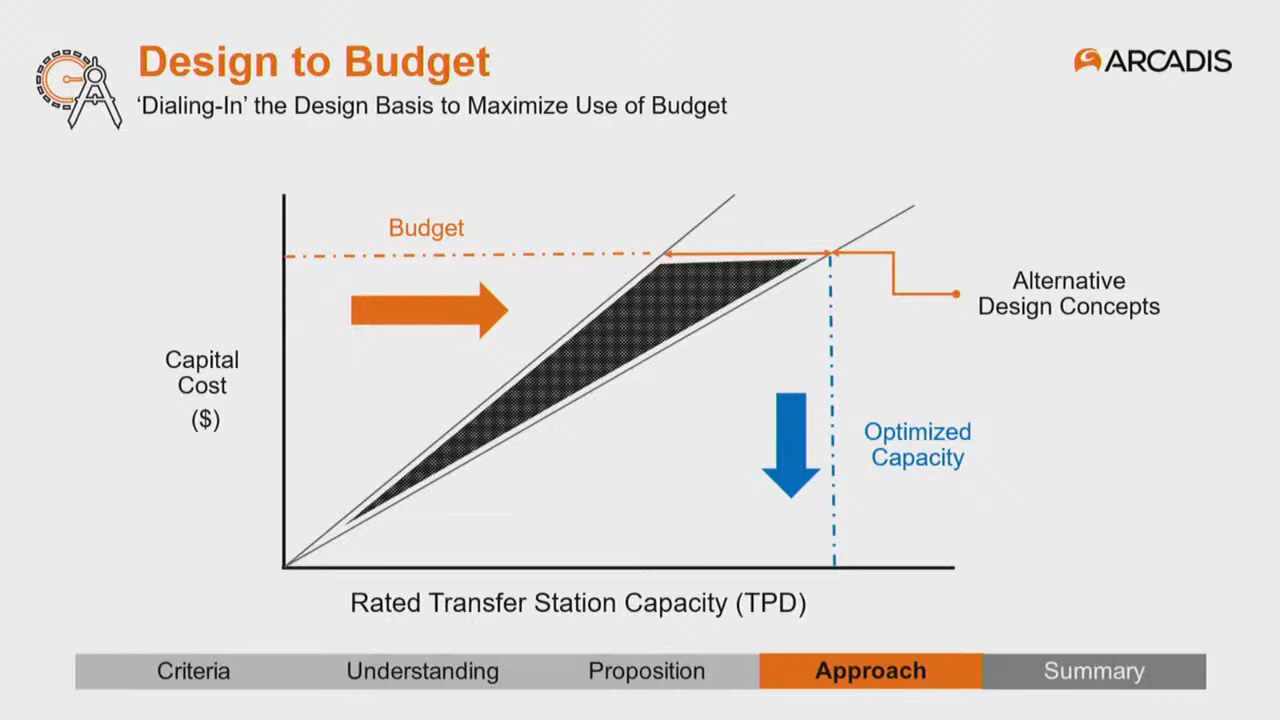 Design to Budget
‘Dialing-In’ the Design Basis to Maximize Use of Budget
ARCADIS
Budget
Alternative
Design Concepts
Capital
Cost
($)
Optimized
Capacity
Rated Transfer Station Capacity (TPD)
Criteria
Understanding
Proposition
Approach
Summary